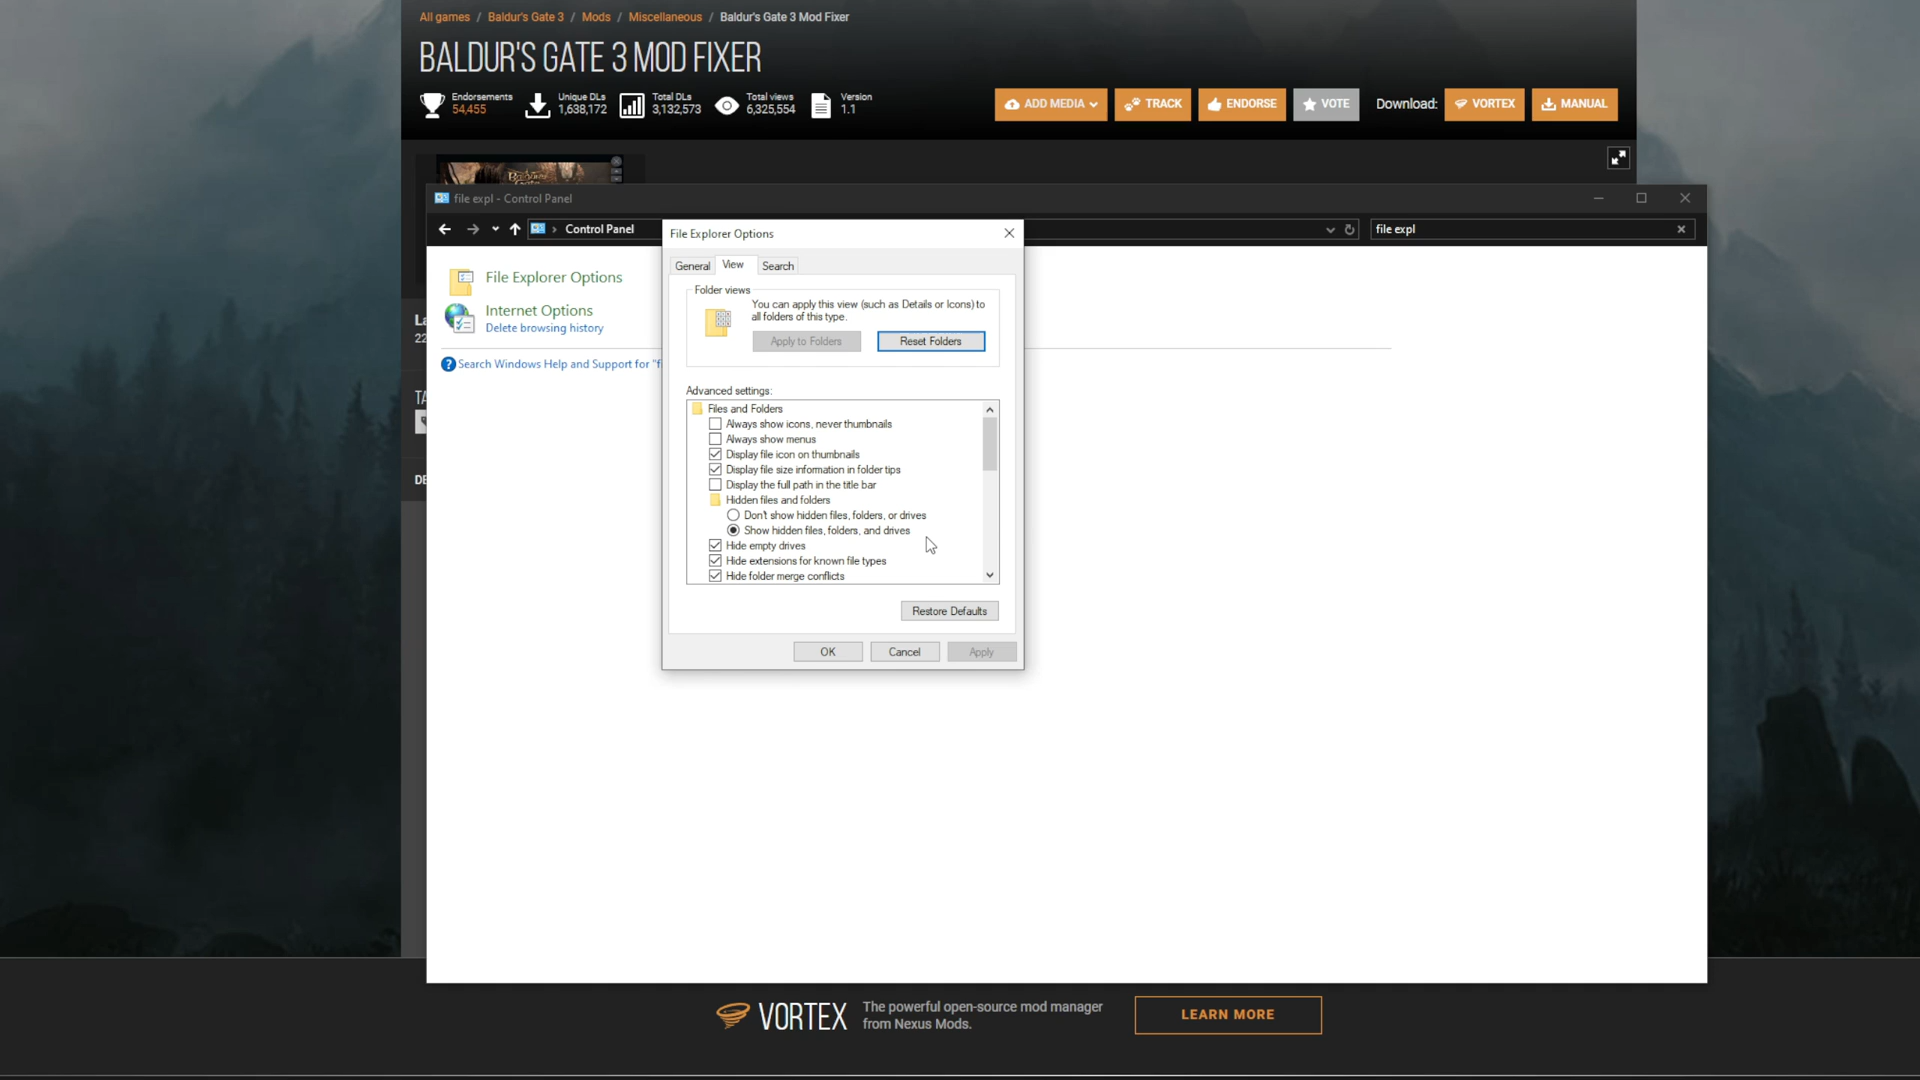 All games / Baldur's Gate 3 / Mods / Miscellaneous / Baldur's Gate 3 Mod Fixer
BALDUR'S GATE 3 MOD FIXER
Endorsements
54,455
Unique DLs
1,638,172
Total DLs
3,132,573
Total views
6,325,554
Version
1.1
ADD MEDIA
TRACK
ENDORSE
VOTE
Download:
VORTEX
MANUAL
file expl - Control Panel
Control Panel
file expl
File Explorer Options
Internet Options
Delete browsing history
Search Windows Help and Support for "fi
File Explorer Options
General
View
Search
Folder views
You can apply this view (such as Details or Icons) to
all folders of this type.
Apply to Folders
Reset Folders
Advanced settings:
Files and Folders
Always show icons, never thumbnails
Always show menus
Display file icon on thumbnails
Display file size information in folder tips
Display the full path in the title bar
Hidden files and folders
Don't show hidden files, folders, or drives
Show hidden files, folders, and drives
Hide empty drives
Hide extensions for known file types
Hide folder merge conflicts
Restore Defaults
OK
Cancel
Apply
VORTEX
The powerful open-source mod manager
from Nexus Mods.
LEARN MORE